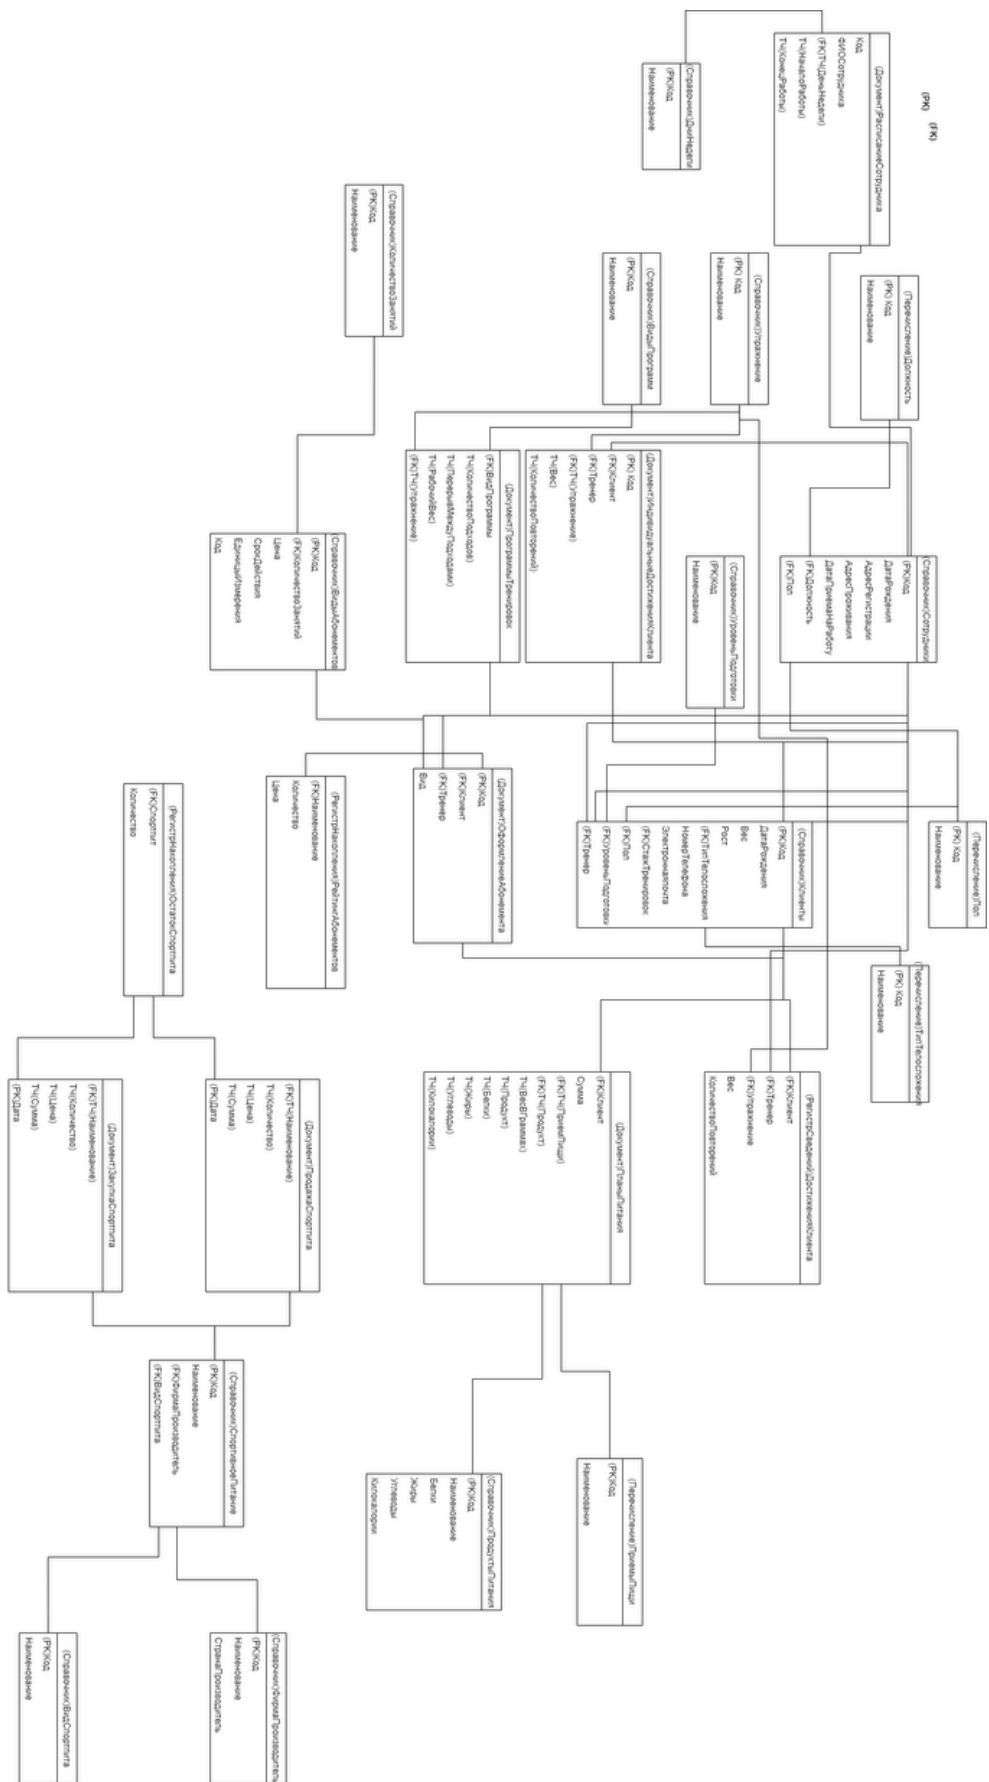 (PK)
(FK)
(Документ)РасписаниеСотрудника
Код
ФИОСотрудника
(FK)ТЧ(ДеньНедели)
ТЧ(НачалоРаботы)
ТЧ(КонецРаботы)
(Справочник)ДниНедели
(PK)Код
Наименование
(Перечисление)Должность
(PK) Код
Наименование
(Справочник)Упражнение
(PK) Код
Наименование
(Справочник)ВидыПрограмм
(PK)Код
Наименование
(Справочник)КоличествоЗанятий
(PK)Код
Наименование
(Справочник)Сотрудники
(PK)Код
ДатаРождения
АдресРегистрации
АдресПроживания
ДатаПриемаНаРаботу
(FK)Должность
(FK)Пол
(Справочник)УровеньПодготовки
(PK)Код
Наименование
(Документ)ИндивидуальныеДостиженияКлиента
(PK) Код
(FK)Клиент
(FK)Тренер
(FK)ТЧ(Упражнение)
ТЧ(Вес)
ТЧ(КоличествоПовторений)
(Документ)ПрограммыТренировок
(FK)ВидПрограммы
ТЧ(КоличествоПодходов)
ТЧ(ПерерывМеждуПодходами)
ТЧ(РабочийВес)
(FK)ТЧ(Упражнение)
(Справочник)ВидыАбонементов
(PK)Код
(FK)КоличествоЗанятий
Цена
СрокДействия
ЕдиницыИзмерения
Код
(Перечисление)Пол
(PK) Код
Наименование
(Справочник)Клиенты
(PK)Код
ДатаРождения
Вес
Рост
(FK)ТипТелосложения
НомерТелефона
Электроннаяпочта
(FK)СтажТренировок
(FK)Пол
(FK)УровеньПодготовки
(FK)Тренер
(Документ)ОформлениеАбонемента
(PK)Код
(FK)Клиент
(FK)Тренер
Вид
(РегистрНакопления)РейтингАбонементов
(FK)Наименование
Количество
Цена
(РегистрНакопления)ОстатокСпортпита
(FK)Спортпит
Количество
(Перечисление)ТипТелосложения
(PK) Код
Наименование
(РегистрСведений)ДостиженияКлиента
(FK)Клиент
(FK)Тренер
(FK)Упражнение
Вес
КоличествоПовторений
(Документ)ПланыПитания
(FK)Клиент
Сумма
(FK)ТЧ(ПриемПищи)
(FK)ТЧ(Продукт)
ТЧ(ВесВГраммах)
ТЧ(Продукт)
ТЧ(Белки)
ТЧ(Жиры)
ТЧ(Углеводы)
ТЧ(Килокалории)
(Документ)ПродажаСпортпита
(FK)ТЧ(Наименование)
ТЧ(Количество)
ТЧ(Цена)
ТЧ(Сумма)
(PK)Дата
(Документ)ЗакупкаСпортпита
(FK)ТЧ(Наименование)
ТЧ(Количество)
ТЧ(Цена)
ТЧ(Сумма)
(PK)Дата
(Перечисление)ПриемыПищи
(PK)Код
Наименование
(Справочник)ПродуктыПитания
(PK)Код
Наименование
Белки
Жиры
Углеводы
Килокалории
(Справочник)СпортивноеПитание
(PK)Код
Наименование
(FK)ФирмаПроизводитель
(FK)ВидСпортпита
(Справочник)ФирмаПроизводитель
(PK)Код
Наименование
СтранаПроизводитель
(Справочник)ВидСпортпита
(PK)Код
Наименование